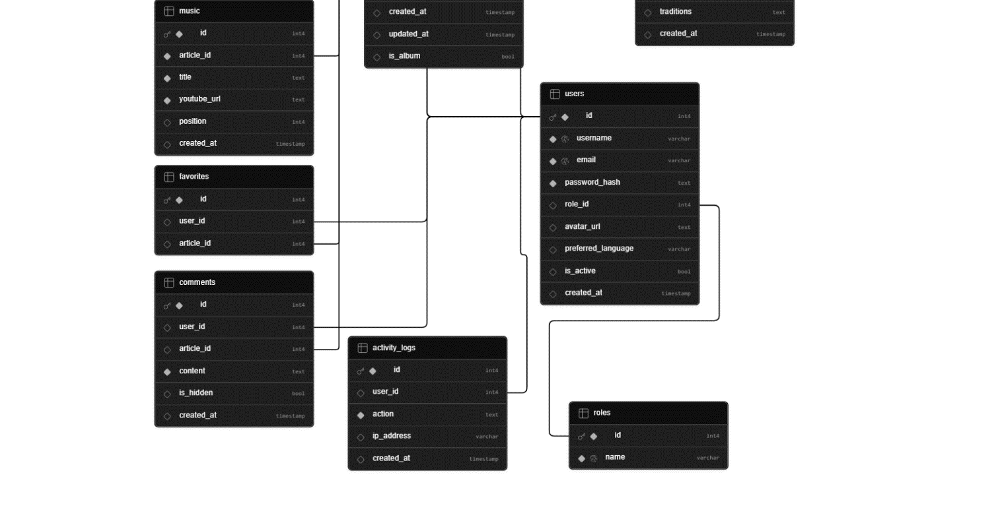 music
id int4
article_id int4
title text
youtube_url text
position int4
created_at timestamp
created_at timestamp
updated_at timestamp
is_album bool
traditions text
created_at timestamp
users
id int4
username varchar
email varchar
password_hash text
role_id int4
avatar_url text
preferred_language varchar
is_active bool
created_at timestamp
favorites
id int4
user_id int4
article_id int4
comments
id int4
user_id int4
article_id int4
content text
is_hidden bool
created_at timestamp
activity_logs
id int4
user_id int4
action text
ip_address varchar
created_at timestamp
roles
id int4
name varchar